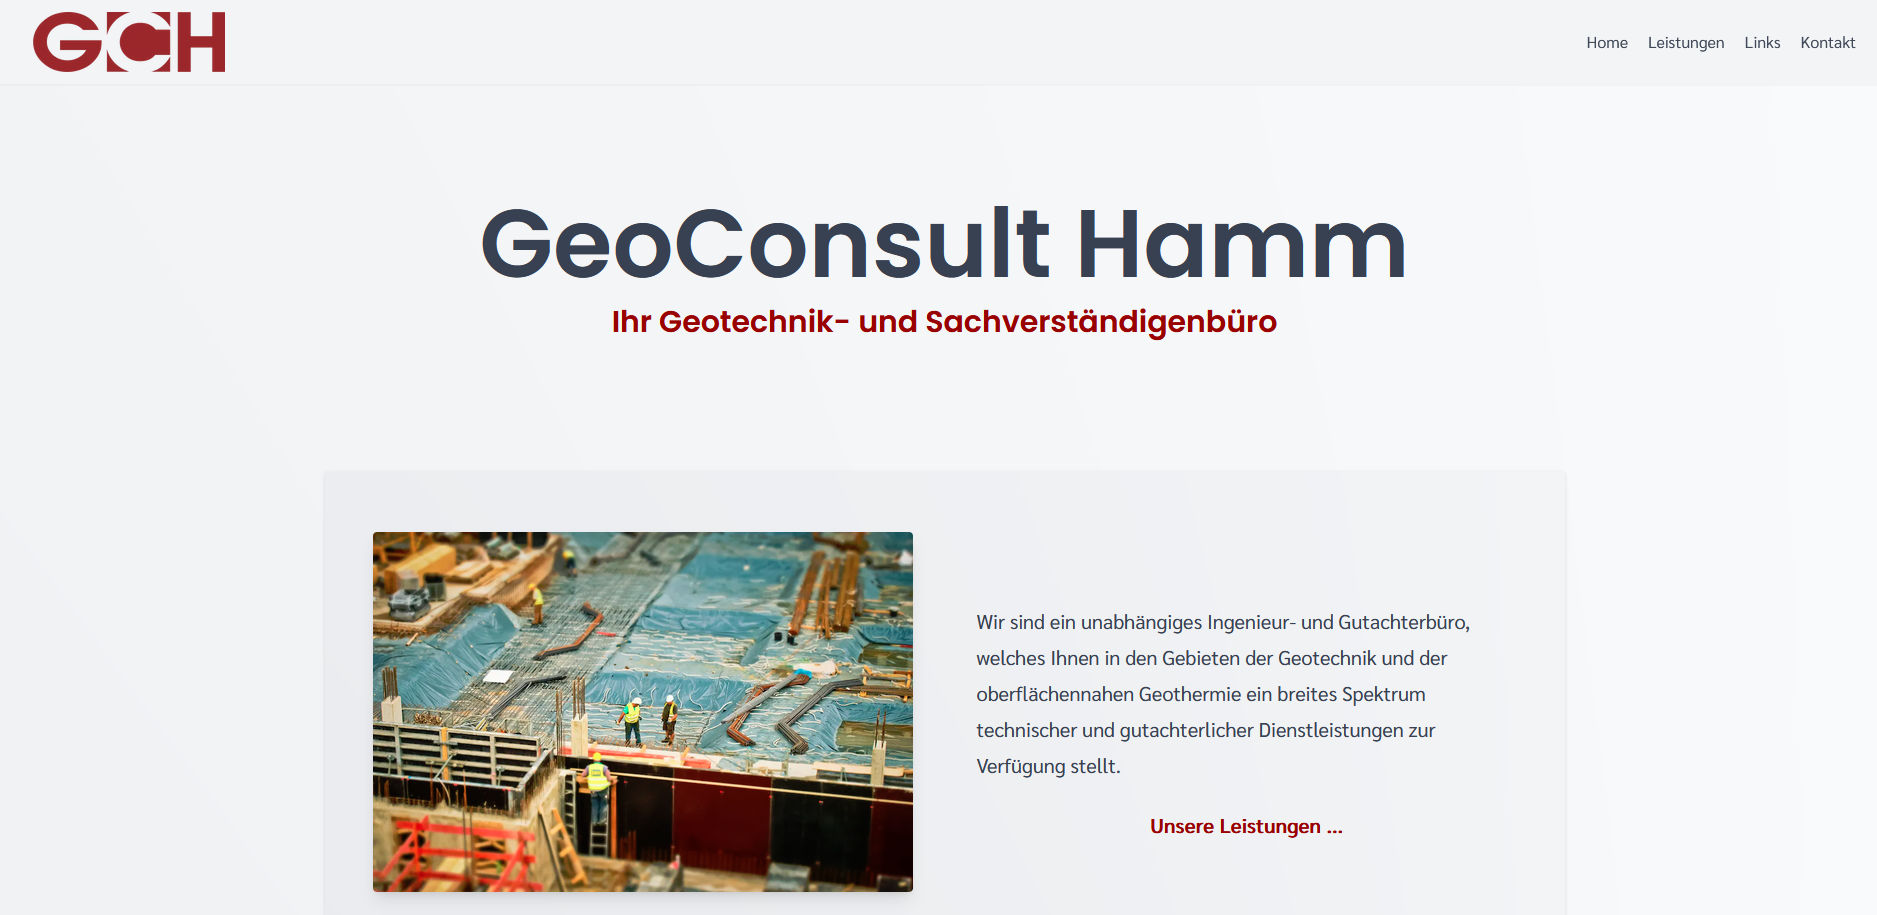 GCH
Home Leistungen Links Kontakt
GeoConsult Hamm
Ihr Geotechnik- und Sachverständigenbüro
Wir sind ein unabhängiges Ingenieur- und Gutachterbüro,
welches Ihnen in den Gebieten der Geotechnik und der
oberflächennahen Geothermie ein breites Spektrum
technischer und gutachterlicher Dienstleistungen zur
Verfügung stellt.
Unsere Leistungen ...